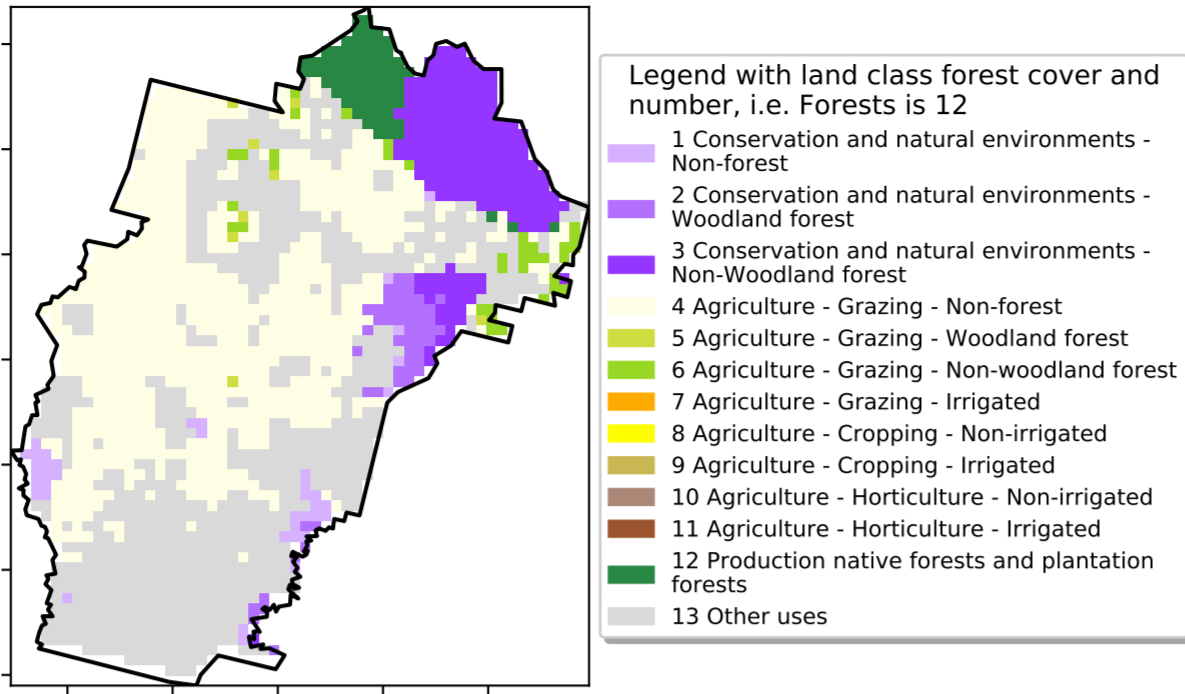 Legend with land class forest cover and
number, i.e. Forests is 12
1 Conservation and natural environments -
Non-forest
2 Conservation and natural environments -
Woodland forest
3 Conservation and natural environments -
Non-Woodland forest
4 Agriculture - Grazing - Non-forest
5 Agriculture - Grazing - Woodland forest
6 Agriculture - Grazing - Non-woodland forest
7 Agriculture - Grazing - Irrigated
8 Agriculture - Cropping - Non-irrigated
9 Agriculture - Cropping - Irrigated
10 Agriculture - Horticulture - Non-irrigated
11 Agriculture - Horticulture - Irrigated
12 Production native forests and plantation
forests
13 Other uses